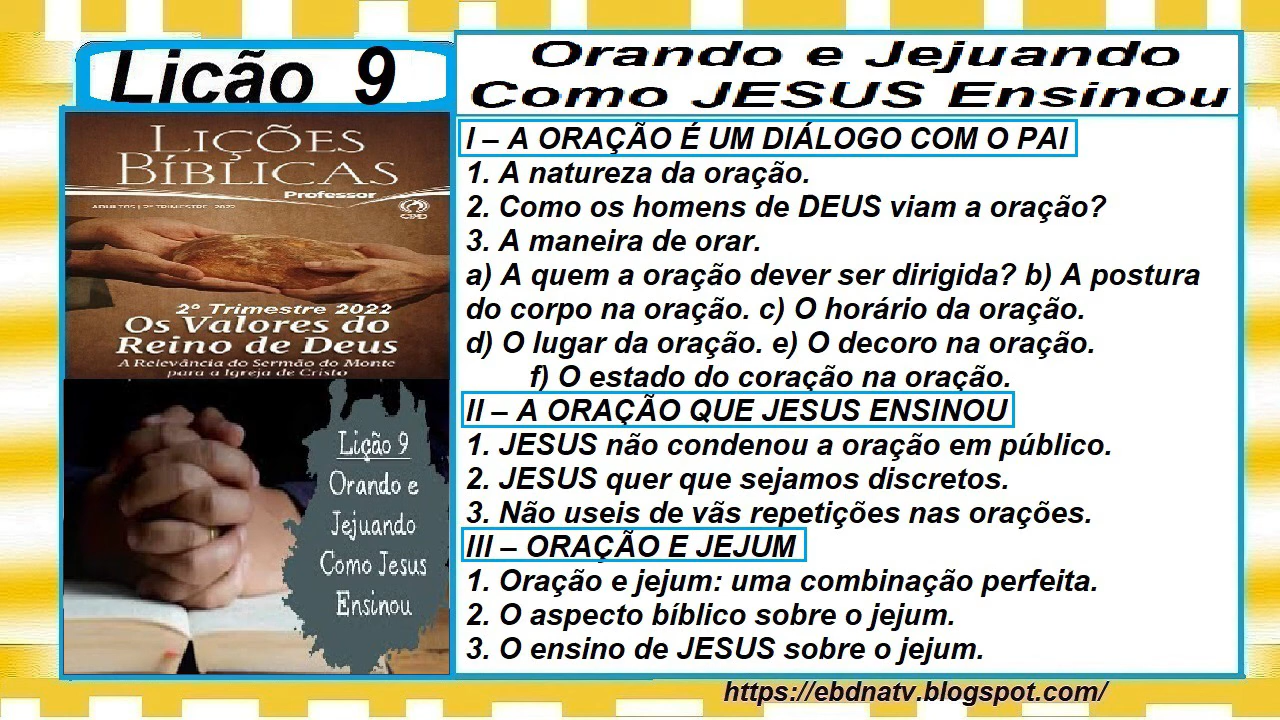 Lição 9
Orando e Jejuando
Como JESUS Ensinou
LIÇÕES
BÍBLICAS
Professor
ADULTOS | 2º TRIMESTRE - 2022
CPAD
2º Trimestre 2022
Os Valores do
Reino de Deus
A Relevância do Sermão do Monte
para a Igreja de Cristo
Lição 9
Orando e
Jejuando
Como Jesus
Ensinou
I – A ORAÇÃO É UM DIÁLOGO COM O PAI
1. A natureza da oração.
2. Como os homens de DEUS viam a oração?
3. A maneira de orar.
a) A quem a oração dever ser dirigida? b) A postura
do corpo na oração. c) O horário da oração.
d) O lugar da oração. e) O decoro na oração.
f) O estado do coração na oração.
II – A ORAÇÃO QUE JESUS ENSINOU
1. JESUS não condenou a oração em público.
2. JESUS quer que sejamos discretos.
3. Não useis de vãs repetições nas orações.
III – ORAÇÃO E JEJUM
1. Oração e jejum: uma combinação perfeita.
2. O aspecto bíblico sobre o jejum.
3. O ensino de JESUS sobre o jejum.
https://ebdnatv.blogspot.com/